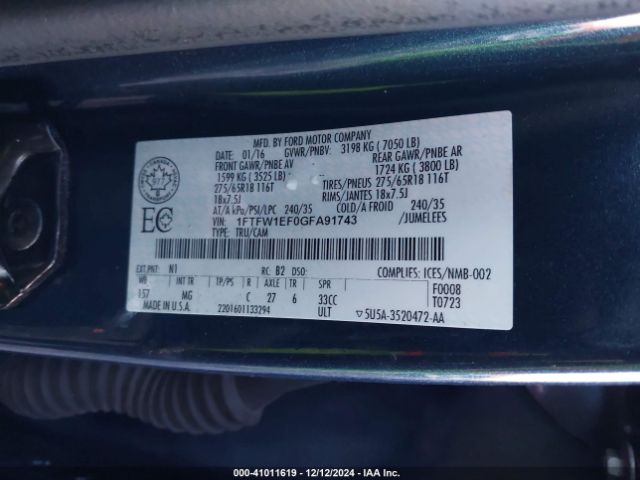 MFD. BY FORD MOTOR COMPANY
DATE: 01/16 GVWR/PNBV: 3198 KG (7050 LB)
FRONT GAWR/PNBE AV REAR GAWR/PNBE AR
1599 KG (3525 LB) 1724 KG (3800 LB)
275/65R18 116T TIRES/PNEUS 275/65R18 116T
18x7.5J RIMS/JANTES 18x7.5J
AT/A kPa/PSI/LPC 240/35 COLD/A FROID 240/35
VIN: 1FTFW1EF0GFA91743 /JUMELEES
TYPE: TRU/CAM
EC
EXT PNT: N1 RC: B2 DSO: COMPLIES: ICES/NMB-002
WB INT TR TP/PS R AXLE TR SPR F0008
157 MG C 27 6 33CC T0723
MADE IN U.S.A. 2201601133294 ULT ▽5U5A-3520472-AA
000-41011619 - 12/12/2024 - IAA Inc.